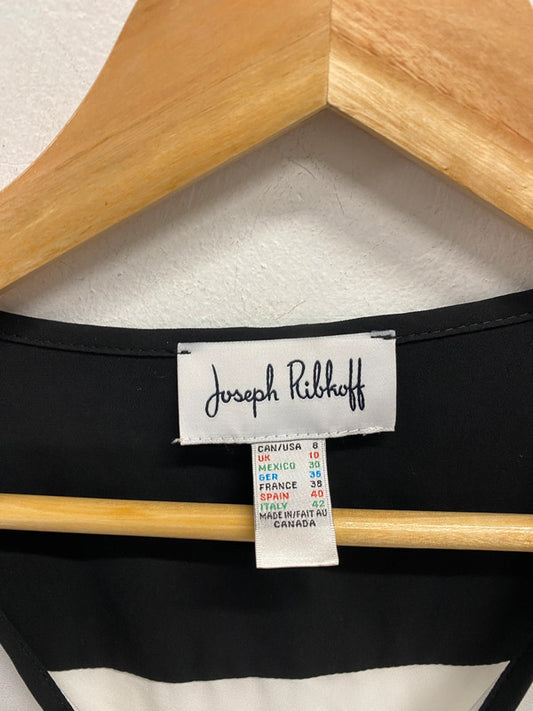 Joseph Ribkoff
CAN/USA 8
UK 10
MEXICO 30
GER 36
FRANCE 38
SPAIN 40
ITALY 42
MADE IN/FAIT AU
CANADA